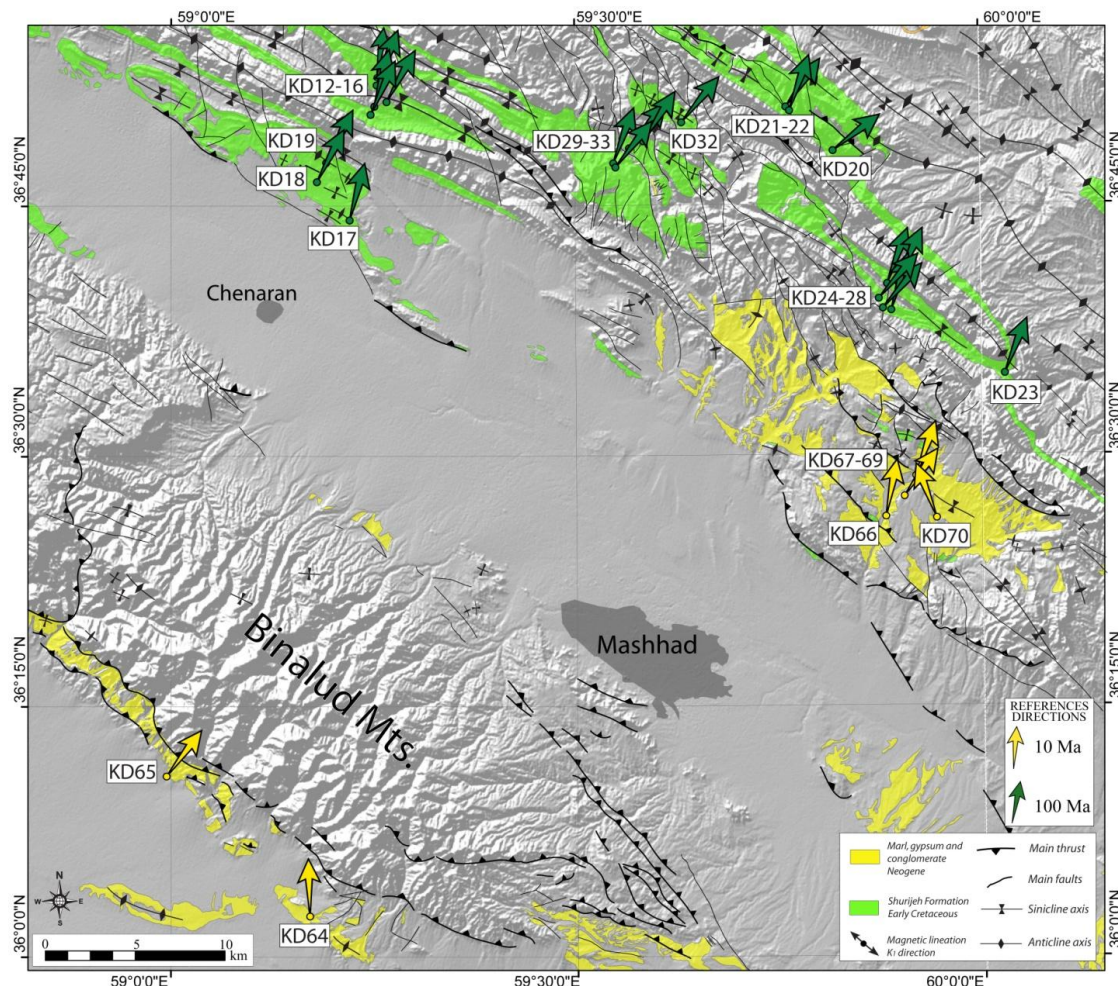 59°0'0"E
59°30'0"E
60°0'0"E
KD12-16
KD19
KD18
KD17
KD29-33
KD32
KD21-22
KD20
36°45'0"N
36°45'0"N
Chenaran
KD24-28
KD23
36°30'0"N
36°30'0"N
KD67-69
KD66
KD70
Binalud Mts.
Mashhad
36°15'0"N
36°15'0"N
KD65
REFERENCES
DIRECTIONS
10 Ma
100 Ma
KD64
Marl, gypsum and
conglomerate
Neogene
Main thrust
Main faults
Shurijeh Formation
Early Cretaceous
Sinicline axis
Magnetic lineation
K1 direction
Anticline axis
N
W
E
S
36°0'0"N
36°0'0"N
0
5
10
km
59°0'0"E
59°30'0"E
60°0'0"E